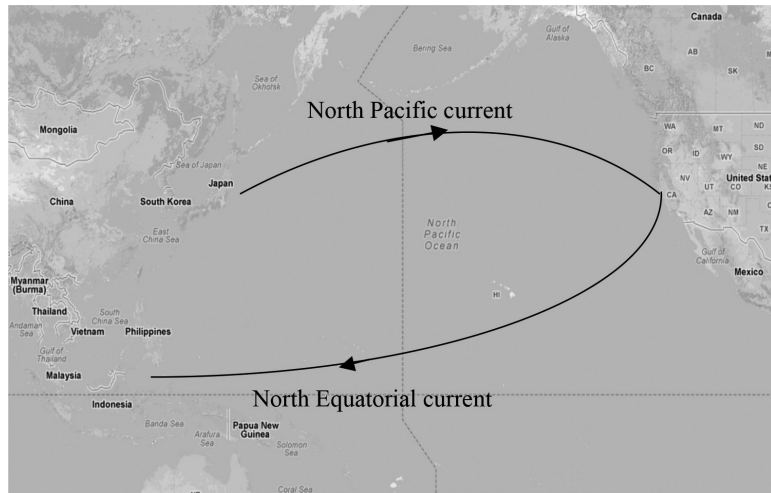 Canada
Gulf of
Alaska
Bering Sea
AB
BC
SK
Sea of
Okhotsk
North Pacific current
Mongolia
WA
MT
ND
OR
ID
SD
WY
NE
Sea of Japan
Japan
NV
United Stat
China
South Korea
CA
UT
CO
AZ
NM
TX
East
China Sea
North
Pacific
Ocean
Gulf of
California
Mexico
Myanmar
(Burma)
HI
Thailand
South
China Sea
Andaman
Sea
Vietnam
Philippines
Gulf of
Thailand
Malaysia
Indonesia
North Equatorial current
Banda Sea
Papua New
Guinea
Arafura
Sea
Solomon
Sea
Coral Sea